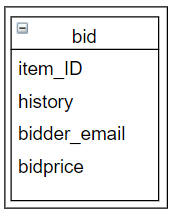 bid
item_ID
history
bidder_email
bidprice